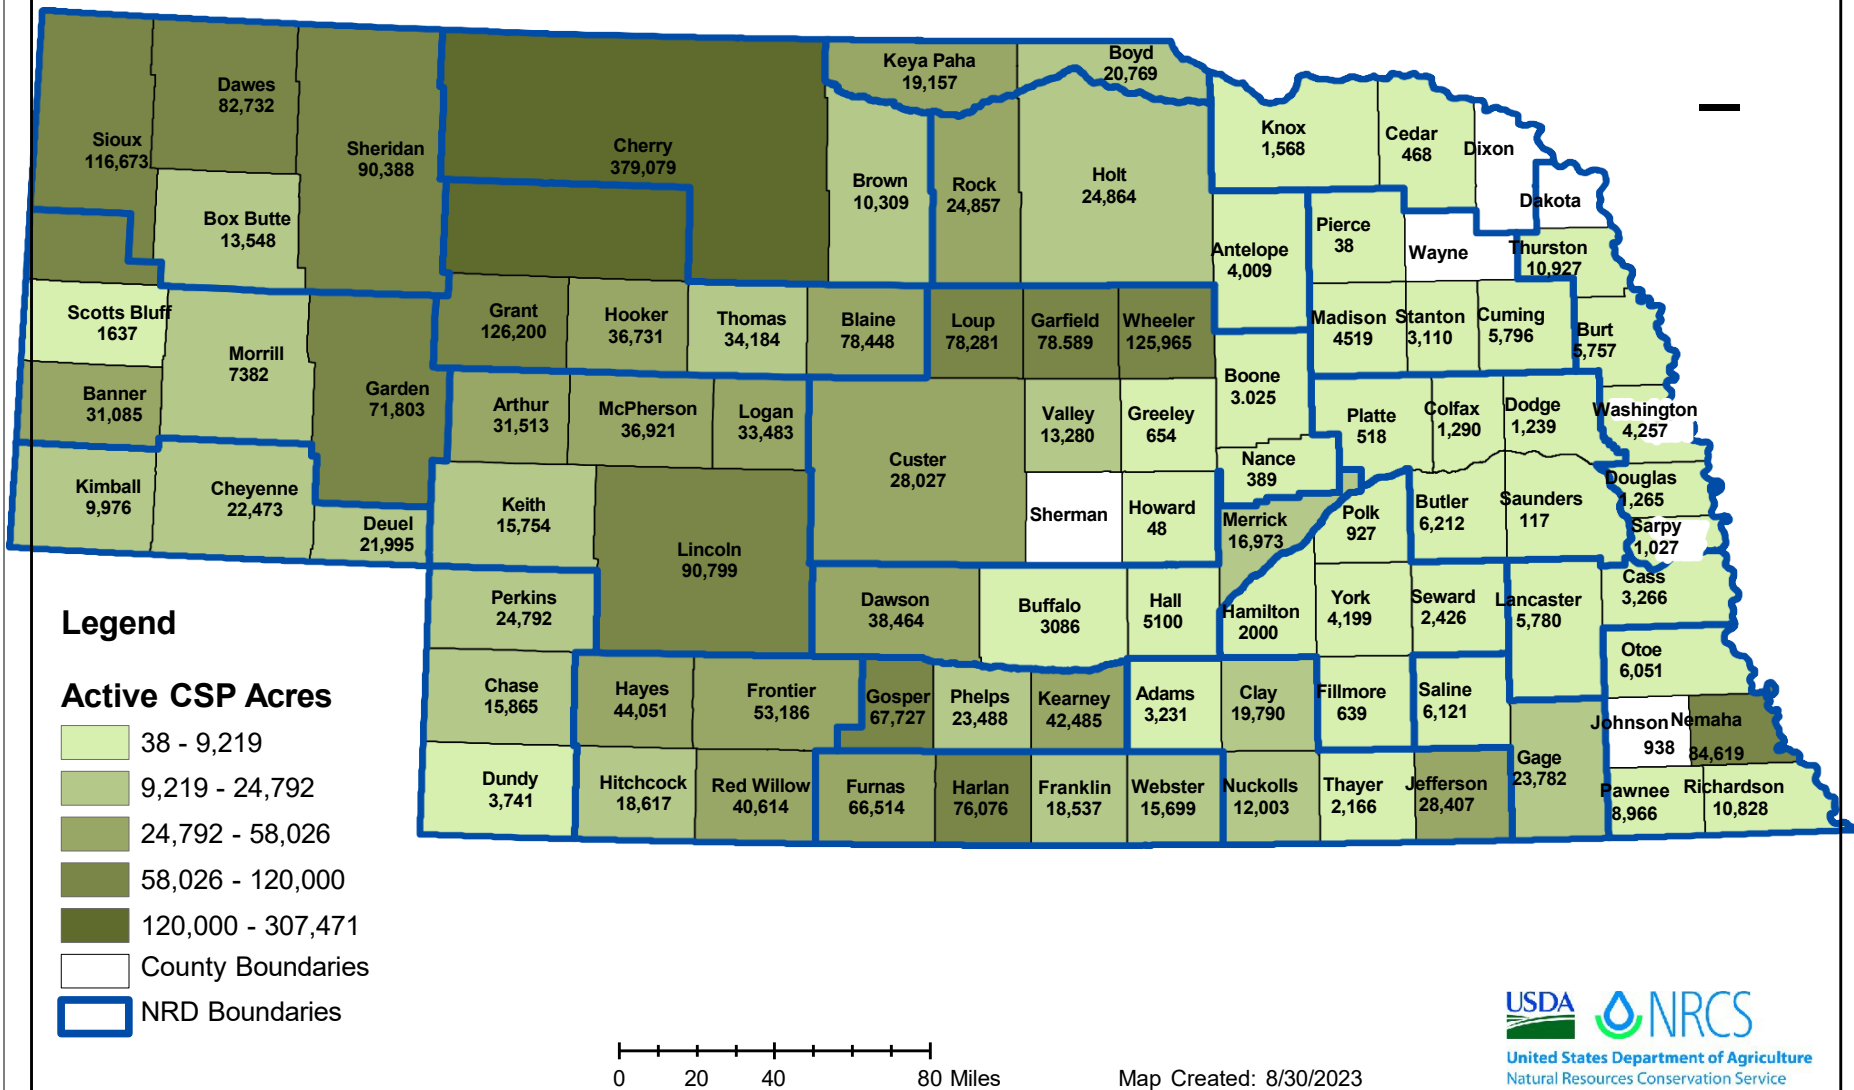 Keya Paha
19,157
Boyd
20,769
Dawes
82,732
Sioux
116,673
Sheridan
90,388
Cherry
379,079
Knox
1,568
Cedar
468
Dixon
Brown
10,309
Rock
24,857
Holt
24,864
Dakota
Box Butte
13,548
Antelope
4,009
Pierce
38
Wayne
Thurston
10,927
Scotts Bluff
1637
Grant
126,200
Hooker
36,731
Thomas
34,184
Blaine
78,448
Loup
78,281
Garfield
78.589
Wheeler
125,965
Madison
4519
Stanton
3,110
Cuming
5,796
Burt
5,757
Morrill
7382
Banner
31,085
Garden
71,803
Arthur
31,513
McPherson
36,921
Logan
33,483
Valley
13,280
Greeley
654
Boone
3.025
Platte
518
Colfax
1,290
Dodge
1,239
Washington
4,257
Custer
28,027
Nance
389
Kimball
9,976
Cheyenne
22,473
Deuel
21,995
Keith
15,754
Lincoln
90,799
Sherman
Howard
48
Merrick
16,973
Polk
927
Butler
6,212
Saunders
117
Douglas
1,265
Sarpy
1,027
Perkins
24,792
Dawson
38,464
Buffalo
3086
Hall
5100
Hamilton
2000
York
4,199
Seward
2,426
Lancaster
5,780
Cass
3,266
Otoe
6,051
Chase
15,865
Hayes
44,051
Frontier
53,186
Gosper
67,727
Phelps
23,488
Kearney
42,485
Adams
3,231
Clay
19,790
Fillmore
639
Saline
6,121
Johnson
938
Nemaha
84,619
Dundy
3,741
Hitchcock
18,617
Red Willow
40,614
Furnas
66,514
Harlan
76,076
Franklin
18,537
Webster
15,699
Nuckolls
12,003
Thayer
2,166
Jefferson
28,407
Gage
23,782
Pawnee
8,966
Richardson
10,828
Legend
Active CSP Acres
38 - 9,219
9,219 - 24,792
24,792 - 58,026
58,026 - 120,000
120,000 - 307,471
County Boundaries
NRD Boundaries
0 20 40 80 Miles
Map Created: 8/30/2023
USDA NRCS
United States Department of Agriculture
Natural Resources Conservation Service